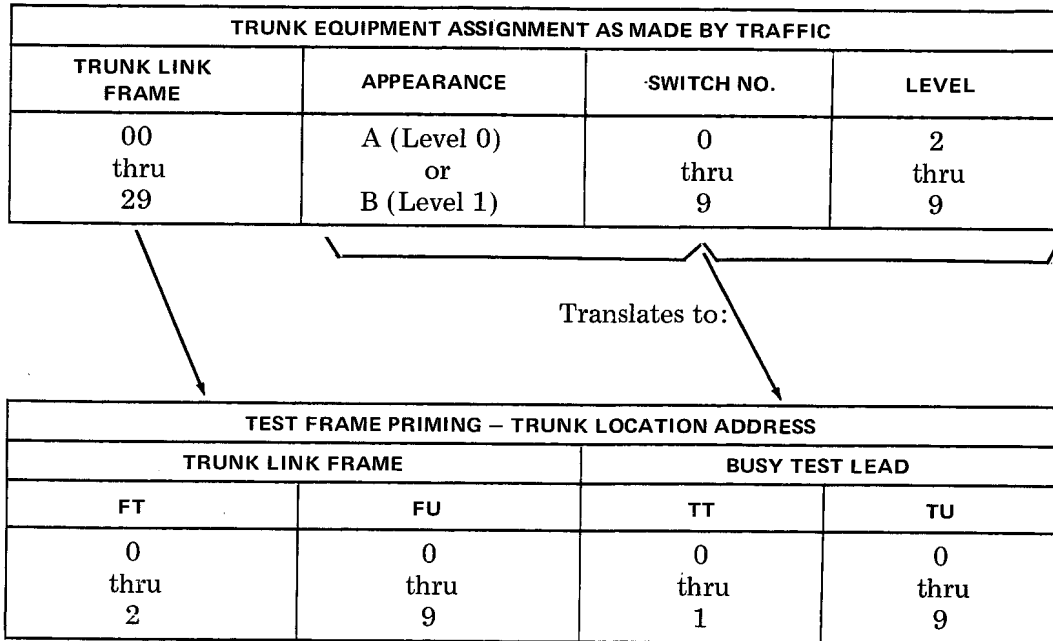 TRUNK EQUIPMENT ASSIGNMENT AS MADE BY TRAFFIC
TRUNK LINK FRAME APPEARANCE SWITCH NO. LEVEL
00 A (Level 0) 0 2
thru or thru thru
29 B (Level 1) 9 9
Translates to:
TEST FRAME PRIMING — TRUNK LOCATION ADDRESS
TRUNK LINK FRAME BUSY TEST LEAD
FT FU TT TU
0 0 0 0
thru thru thru thru
2 9 1 9